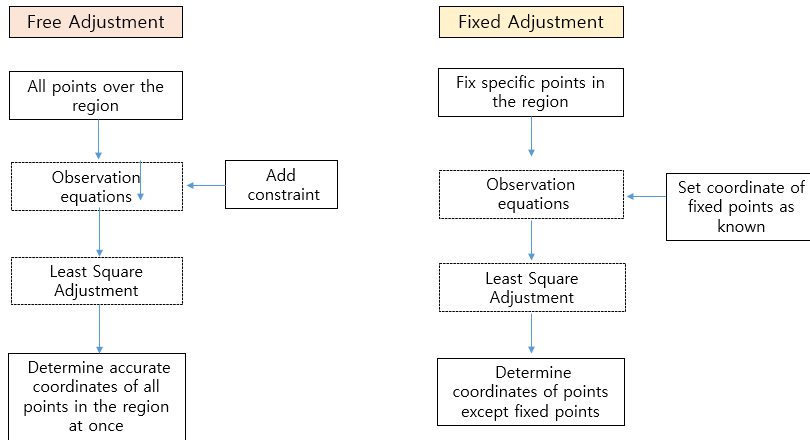 Free Adjustment
All points over the
region
Observation
equations
Add
constraint
Least Square
Adjustment
Determine accurate
coordinates of all
points in the region
at once
Fixed Adjustment
Fix specific points in
the region
Observation
equations
Set coordinate of
fixed points as
known
Least Square
Adjustment
Determine
coordinates of points
except fixed points